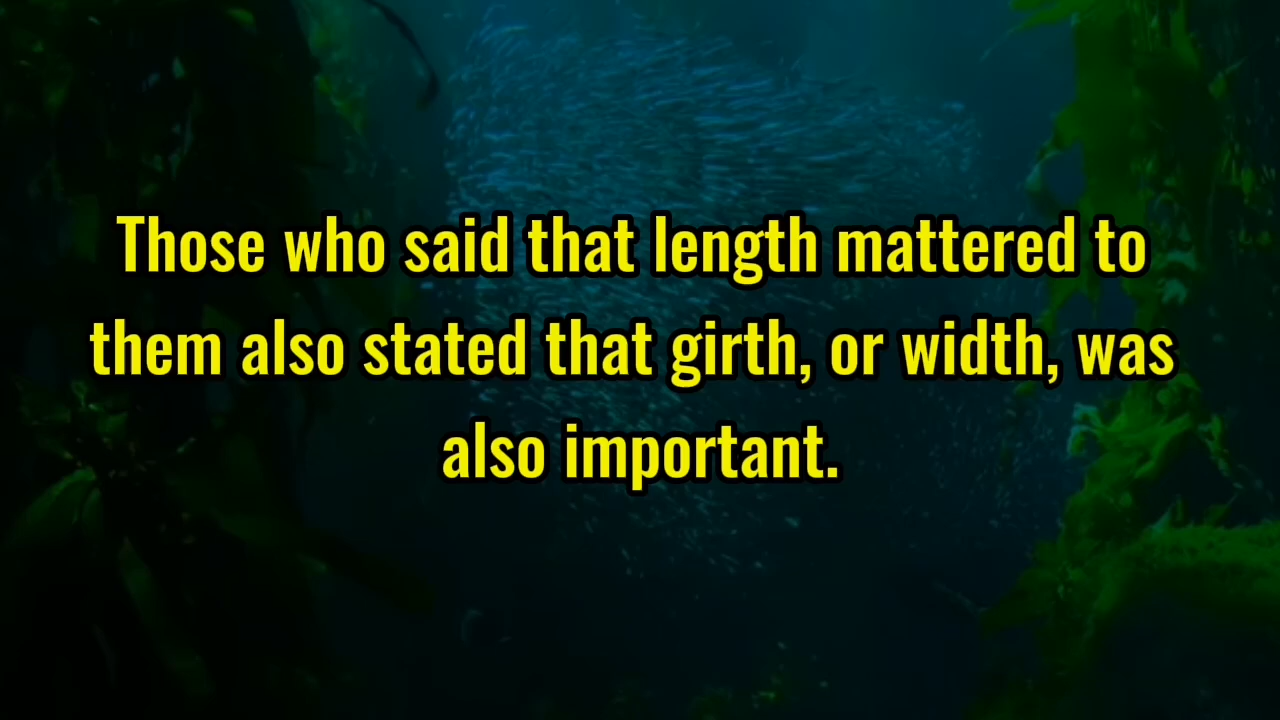 Those who said that length mattered to
them also stated that girth, or width, was
also important.